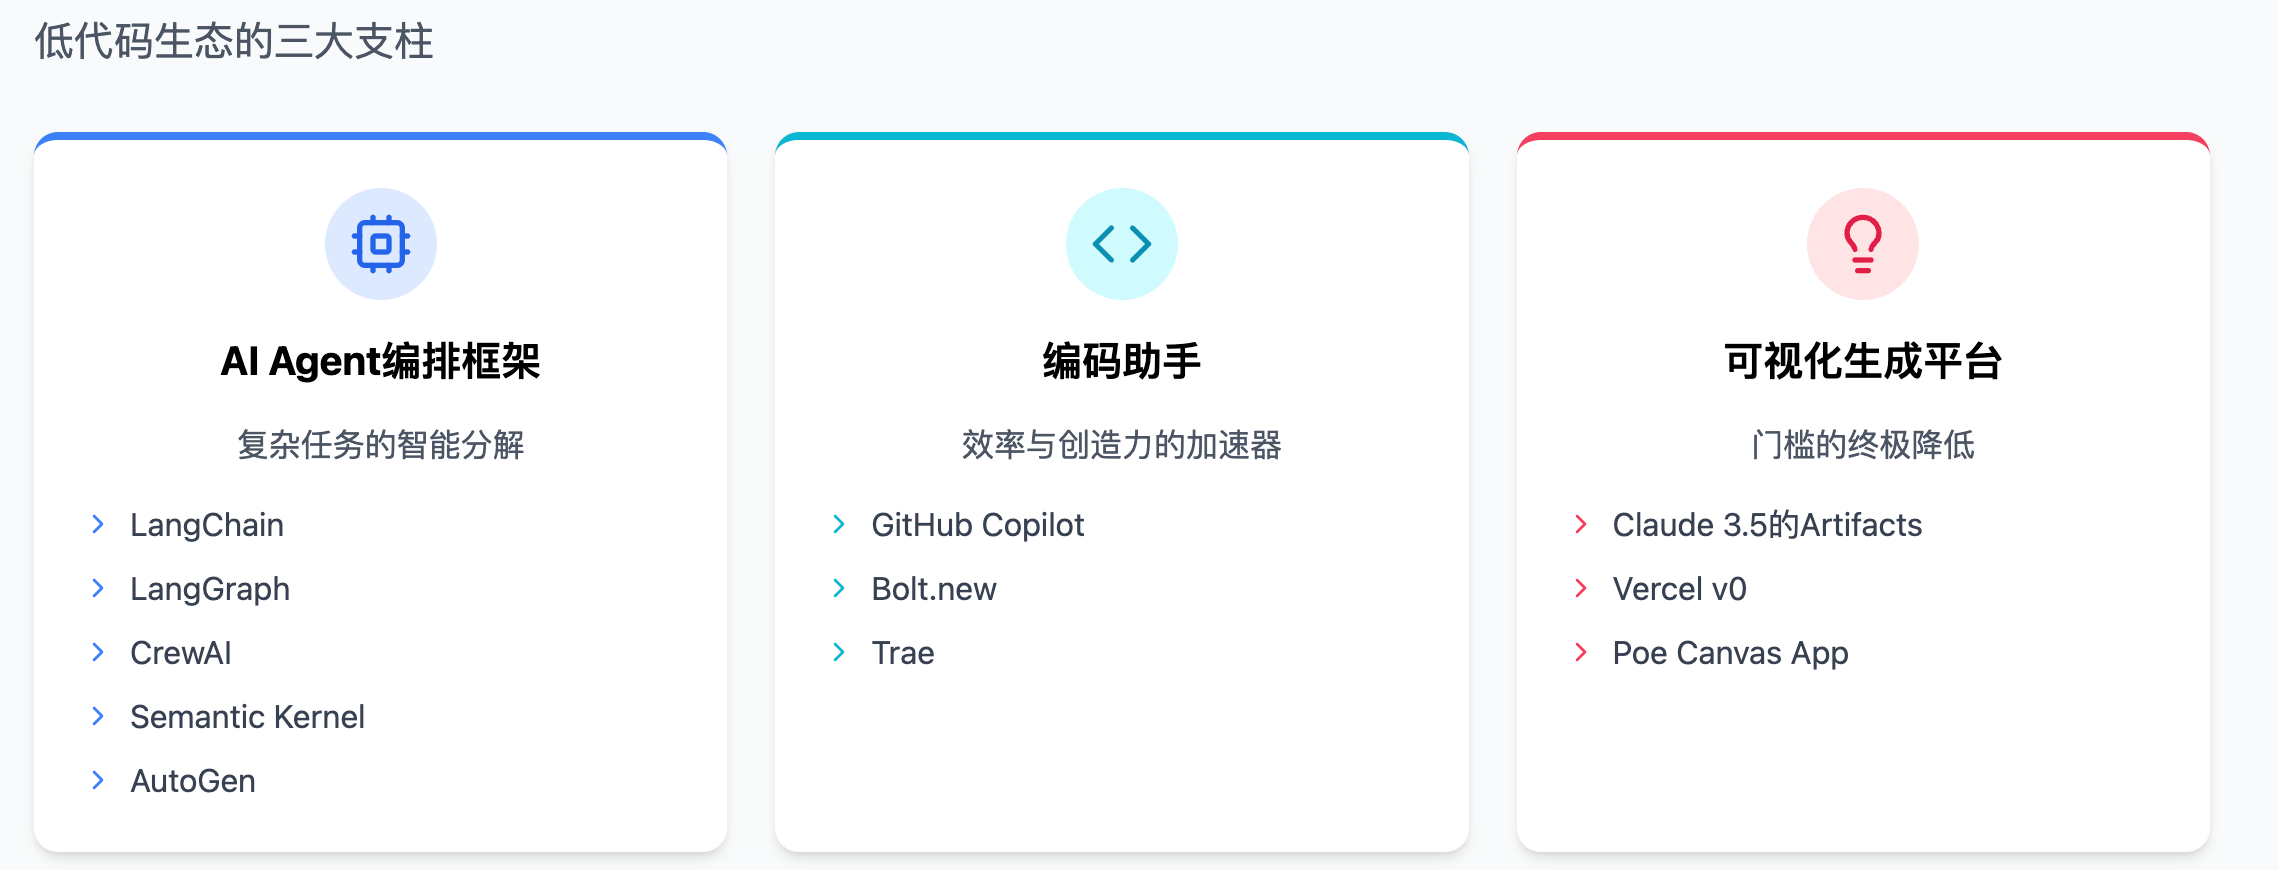 低代码生态的三大支柱
AI Agent编排框架
复杂任务的智能分解
LangChain
LangGraph
CrewAI
Semantic Kernel
AutoGen
编码助手
效率与创造力的加速器
GitHub Copilot
Bolt.new
Trae
可视化生成平台
门槛的终极降低
Claude 3.5的Artifacts
Vercel v0
Poe Canvas App